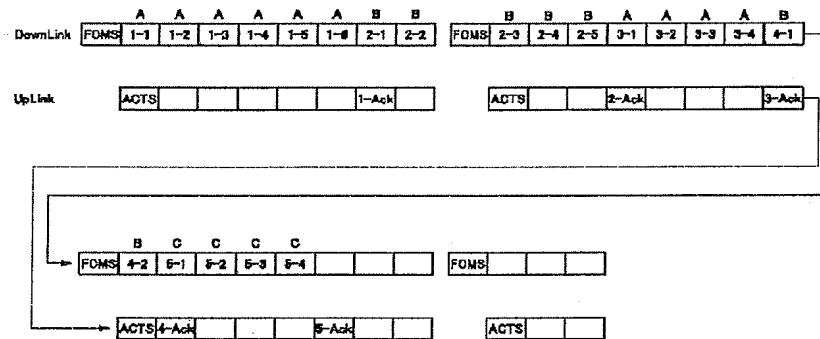 A A A A A A B B B B B A A A A B
DownLink FCMS 1-1 1-2 1-3 1-4 1-5 1-6 2-1 2-2 FCMS 2-3 2-4 2-5 3-1 3-2 3-3 3-4 4-1
UpLink ACTS 1-Ack ACTS 2-Ack 3-Ack
B C C C C
FCMS 4-2 5-1 5-2 5-3 5-4 FCMS
ACTS 4-Ack 5-Ack ACTS